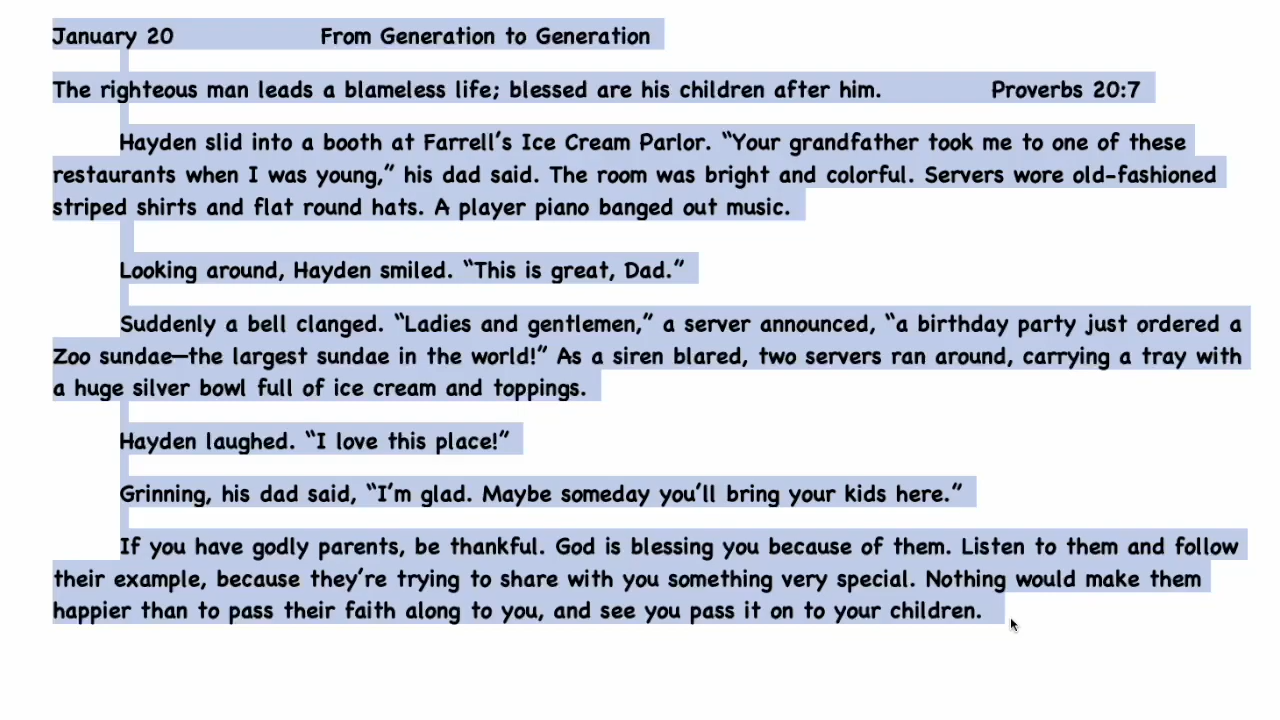 January 20 From Generation to Generation
The righteous man leads a blameless life; blessed are his children after him. Proverbs 20:7
Hayden slid into a booth at Farrell’s Ice Cream Parlor. “Your grandfather took me to one of these
restaurants when I was young,” his dad said. The room was bright and colorful. Servers wore old-fashioned
striped shirts and flat round hats. A player piano banged out music.
Looking around, Hayden smiled. “This is great, Dad.”
Suddenly a bell clanged. “Ladies and gentlemen,” a server announced, “a birthday party just ordered a
Zoo sundae—the largest sundae in the world!” As a siren blared, two servers ran around, carrying a tray with
a huge silver bowl full of ice cream and toppings.
Hayden laughed. “I love this place!”
Grinning, his dad said, “I’m glad. Maybe someday you’ll bring your kids here.”
If you have godly parents, be thankful. God is blessing you because of them. Listen to them and follow
their example, because they’re trying to share with you something very special. Nothing would make them
happier than to pass their faith along to you, and see you pass it on to your children.